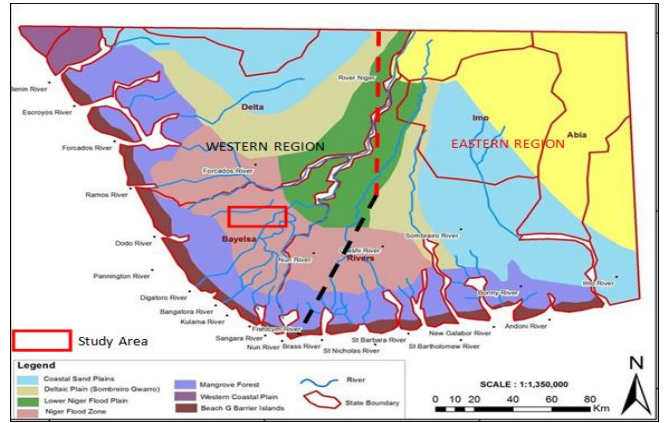 River Niger
Benin River
Escroyos River
Delta
Imo
Abia
WESTERN REGION
EASTERN REGION
Forcados River
Forcados River
Ramos River
Dodo River
Bayelsa
Sombrairo River
Nun River
Rivers
Pannington River
Imo River
Digatoro River
Bonny River
Bangatora River
Kulama River
Fishtcym River
Andoni River
Sangara River
New Galabor River
Nun River
Brass River
St Barbara River
St Nicholas River
St Bartholomew River
Study Area
Legend
Coastal Sand Plains
Deltaic Plain (Sombreiro Gwarro)
Lower Niger Flood Plain
Niger Flood Zone
Mangrove Forest
Western Coastal Plain
Beach G Barrier Islands
River
State Boundary
SCALE : 1:1,350,000
0 10 20 40 60 80
Km
N